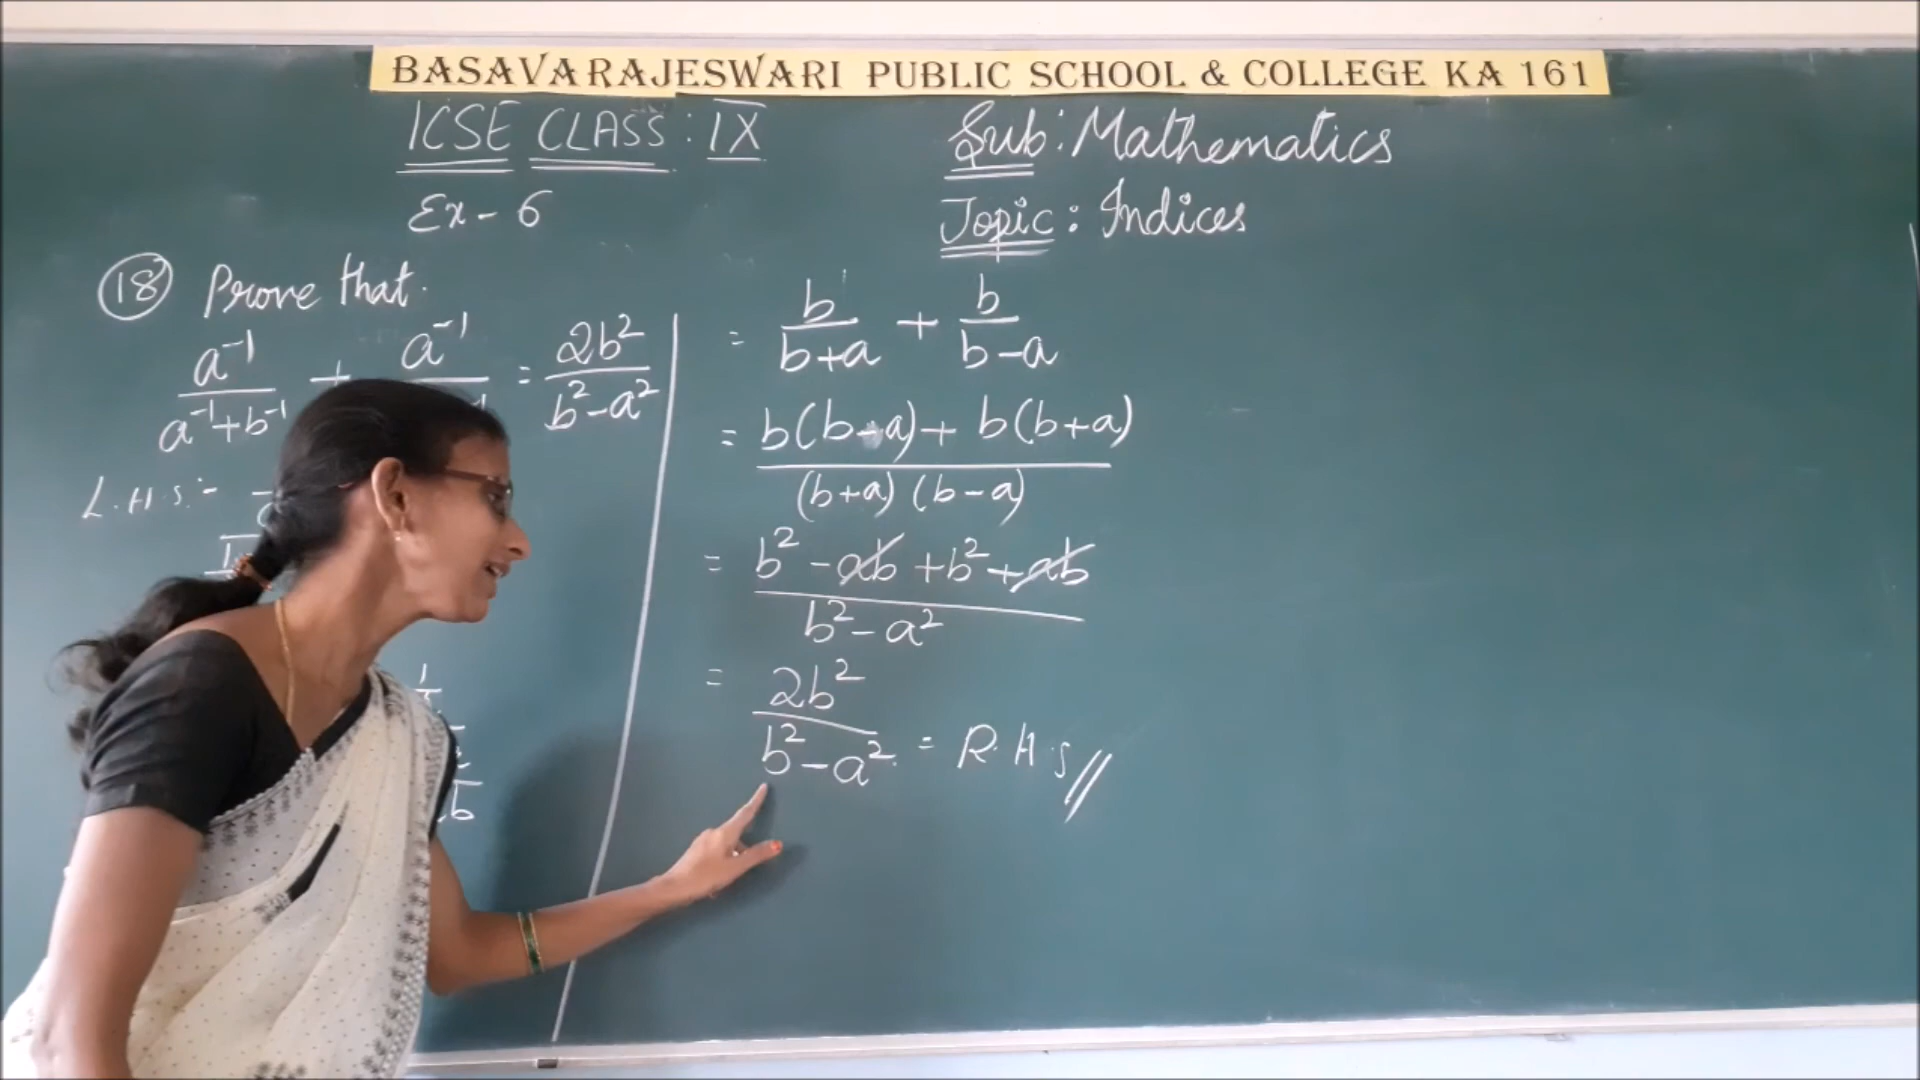 BASAVARAJESWARI PUBLIC SCHOOL & COLLEGE KA 161
ICSE CLASS: IX
Sub: Mathematics
Ex - 6
Topic: Indices
(18) Prove that.
a⁻¹ / a⁻¹+b⁻¹ + a⁻¹ = 2b² / b²-a²
L.H.S:-
= b / b+a + b / b-a
= b(b-a)+ b(b+a) / (b+a) (b-a)
= b² -ab +b²+ab / b²-a²
= 2b² / b²-a² = R.H.S //